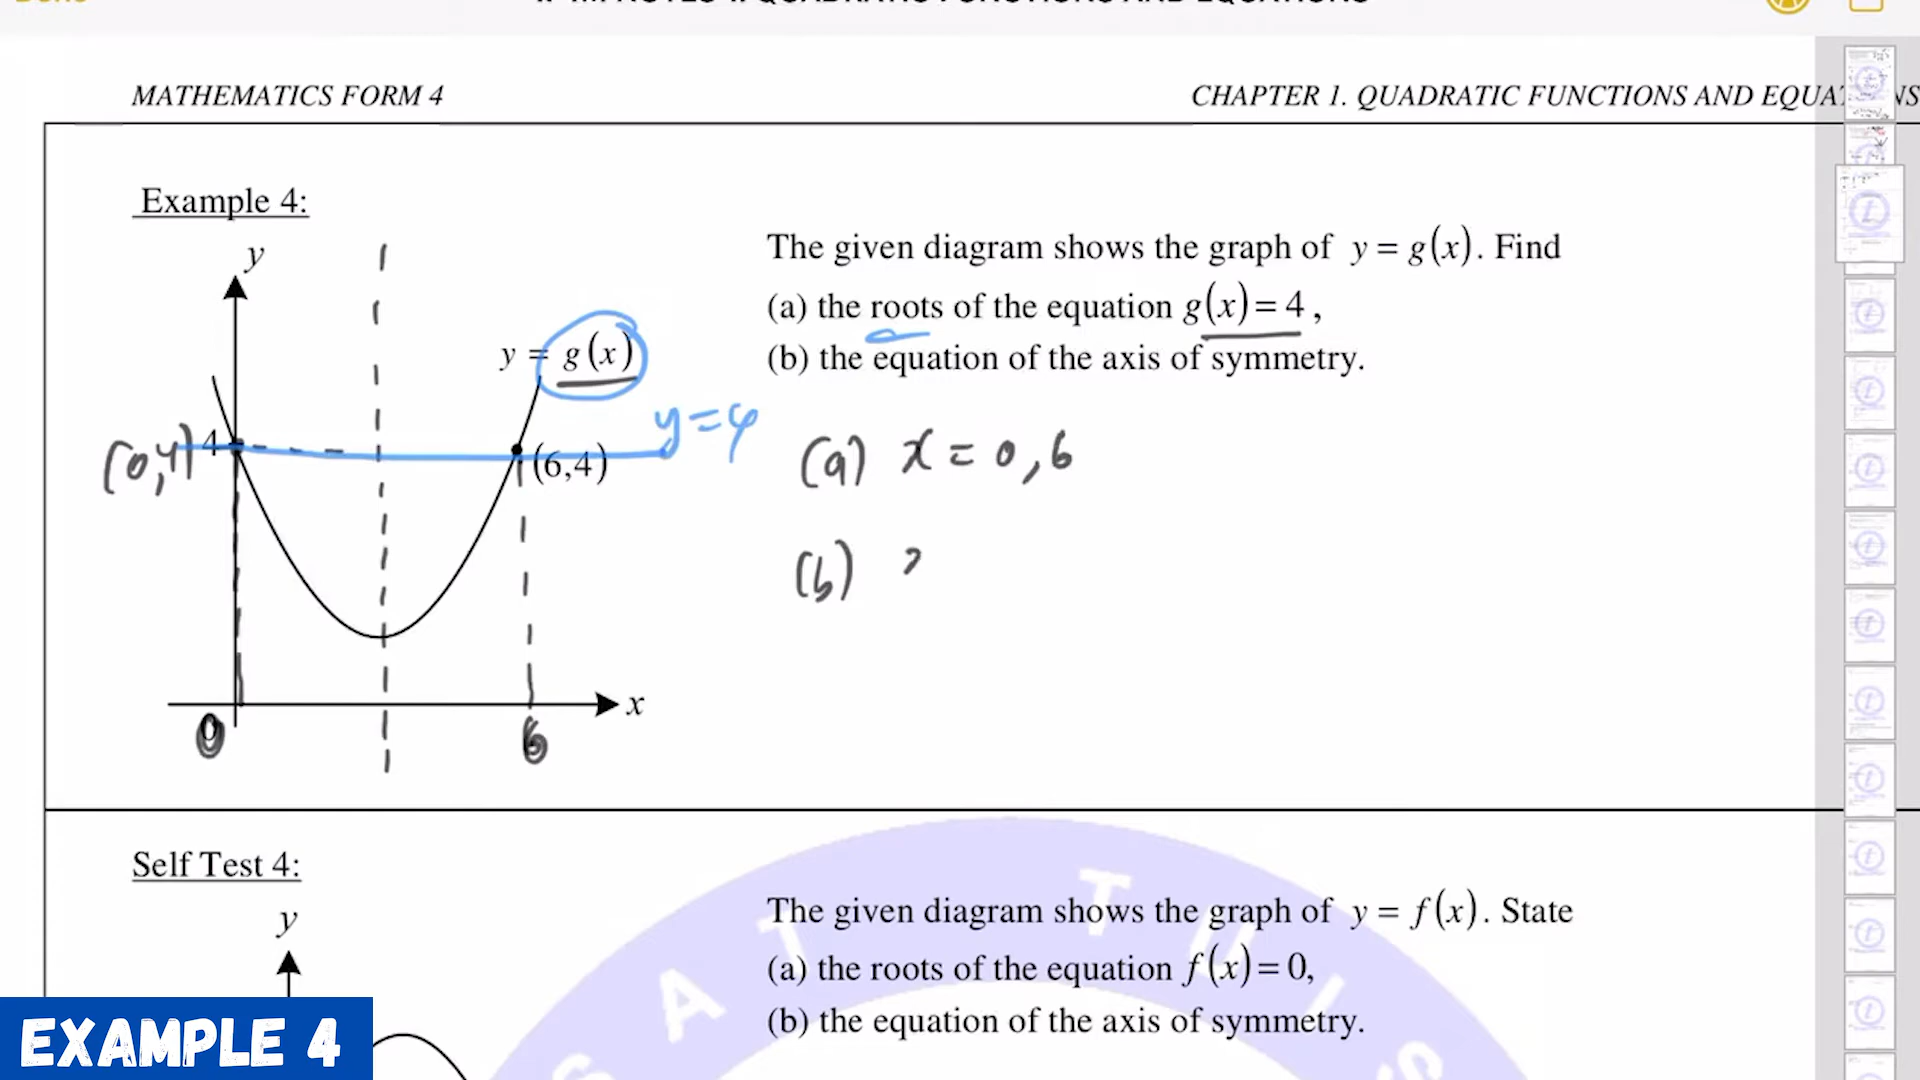 MATHEMATICS FORM 4
CHAPTER 1. QUADRATIC FUNCTIONS AND
Example 4:
y
The given diagram shows the graph of y = g(x). Find
(a) the roots of the equation g(x) = 4,
(b) the equation of the axis of symmetry.
y = g(x)
y=4
(0,4)
4
(6,4)
(a) x = 0,6
(b)
x
0
6
Self Test 4:
y
The given diagram shows the graph of y = f(x). State
(a) the roots of the equation f(x) = 0,
(b) the equation of the axis of symmetry.
EXAMPLE 4